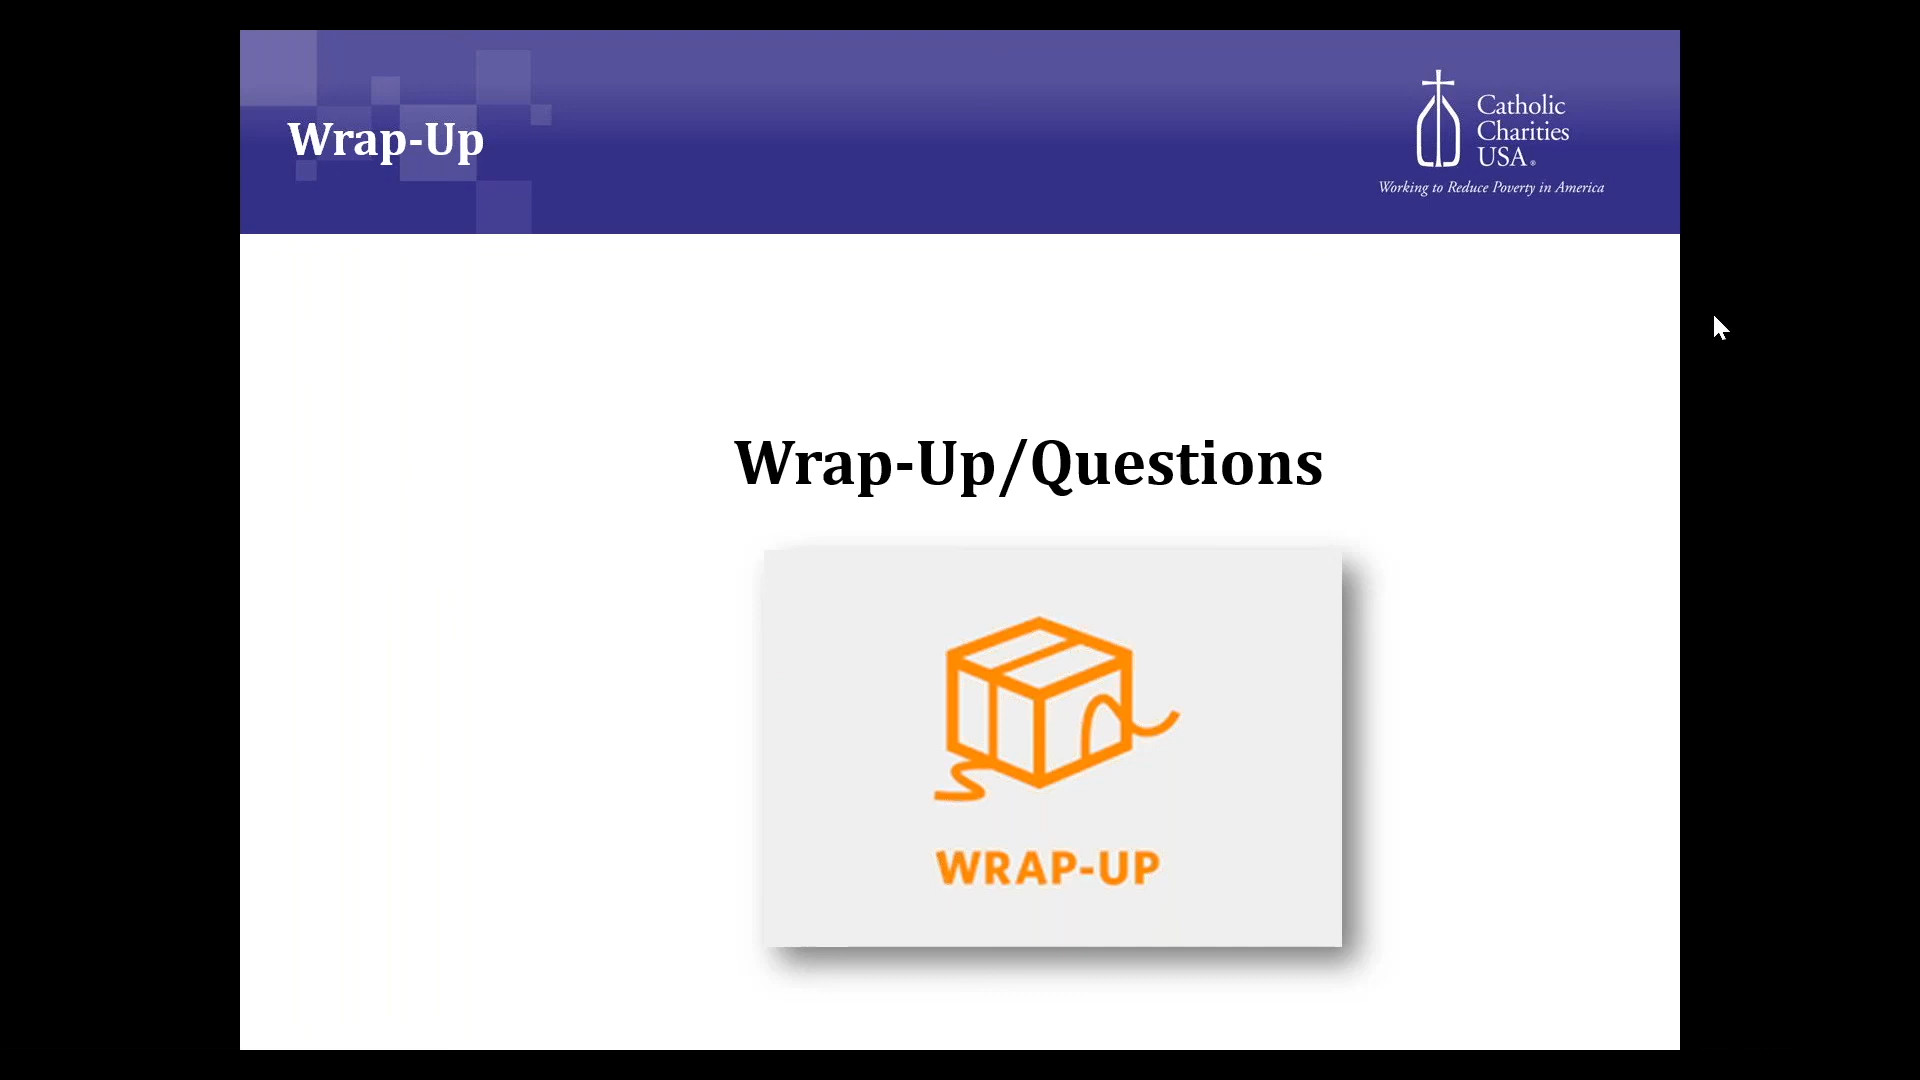 Wrap-Up
Catholic
Charities
USA®
Working to Reduce Poverty in America
Wrap-Up/Questions
WRAP-UP